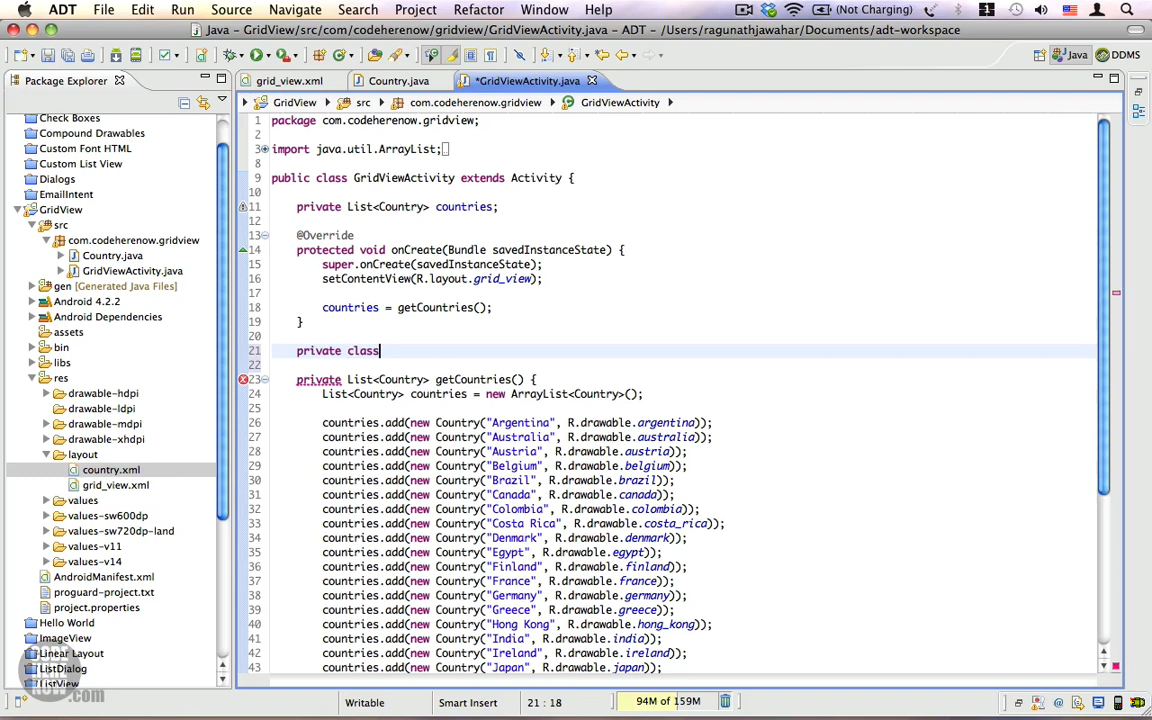 ADT File Edit Run Source Navigate Search Project Refactor Window Help (Not Charging)
Java – GridView/src/com/codeherenow/gridview/GridViewActivity.java – ADT – /Users/ragunathjawahar/Documents/adt-workspace
Java DDMS
Package Explorer
grid_view.xml Country.java *GridViewActivity.java
GridView src com.codeherenow.gridview GridViewActivity
Check Boxes
Compound Drawables
Custom Font HTML
Custom List View
Dialogs
EmailIntent
GridView
src
com.codeherenow.gridview
Country.java
GridViewActivity.java
gen [Generated Java Files]
Android 4.2.2
Android Dependencies
assets
bin
libs
res
drawable-hdpi
drawable-ldpi
drawable-mdpi
drawable-xhdpi
layout
country.xml
grid_view.xml
values
values-sw600dp
values-sw720dp-land
values-v11
values-v14
AndroidManifest.xml
proguard-project.txt
project.properties
Hello World
ImageView
Linear Layout
ListDialog
ListView
CODE HERE NOW .com
1 package com.codeherenow.gridview;
2
3 import java.util.ArrayList;
8
9 public class GridViewActivity extends Activity {
10
11 private List<Country> countries;
12
13 @Override
14 protected void onCreate(Bundle savedInstanceState) {
15 super.onCreate(savedInstanceState);
16 setContentView(R.layout.grid_view);
17
18 countries = getCountries();
19 }
20
21 private class
22
23 private List<Country> getCountries() {
24 List<Country> countries = new ArrayList<Country>();
25
26 countries.add(new Country("Argentina", R.drawable.argentina));
27 countries.add(new Country("Australia", R.drawable.australia));
28 countries.add(new Country("Austria", R.drawable.austria));
29 countries.add(new Country("Belgium", R.drawable.belgium));
30 countries.add(new Country("Brazil", R.drawable.brazil));
31 countries.add(new Country("Canada", R.drawable.canada));
32 countries.add(new Country("Colombia", R.drawable.colombia));
33 countries.add(new Country("Costa Rica", R.drawable.costa_rica));
34 countries.add(new Country("Denmark", R.drawable.denmark));
35 countries.add(new Country("Egypt", R.drawable.egypt));
36 countries.add(new Country("Finland", R.drawable.finland));
37 countries.add(new Country("France", R.drawable.france));
38 countries.add(new Country("Germany", R.drawable.germany));
39 countries.add(new Country("Greece", R.drawable.greece));
40 countries.add(new Country("Hong Kong", R.drawable.hong_kong));
41 countries.add(new Country("India", R.drawable.india));
42 countries.add(new Country("Ireland", R.drawable.ireland));
43 countries.add(new Country("Japan", R.drawable.japan));
Writable Smart Insert 21 : 18 94M of 159M